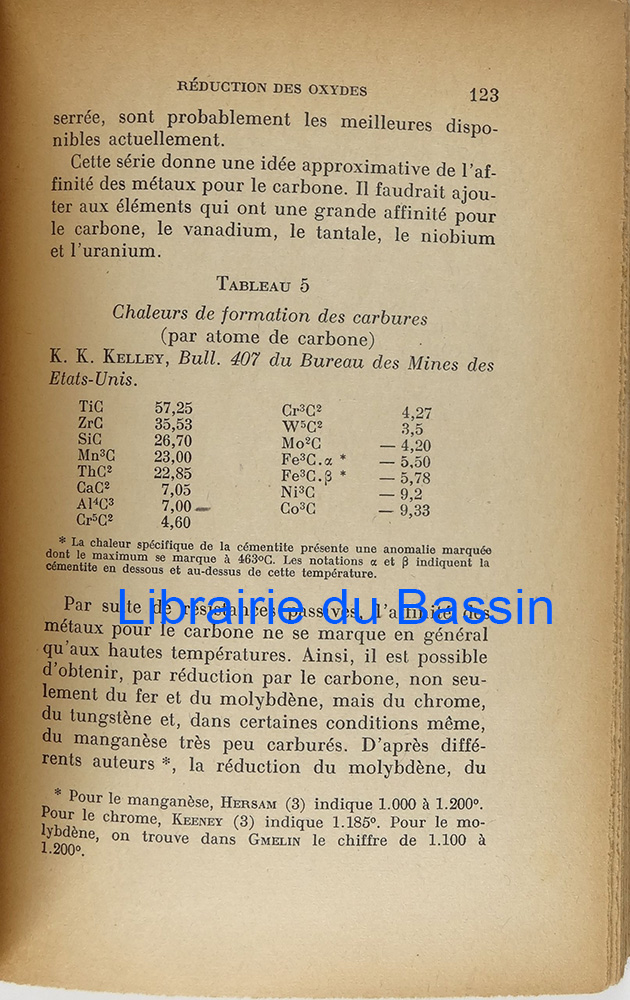 RÉDUCTION DES OXYDES 123
serrée, sont probablement les meilleures dispo-
nibles actuellement.
Cette série donne une idée approximative de l'af-
finité des métaux pour le carbone. Il faudrait ajou-
ter aux éléments qui ont une grande affinité pour
le carbone, le vanadium, le tantale, le niobium
et l'uranium.
TABLEAU 5
Chaleurs de formation des carbures
(par atome de carbone)
K. K. KELLEY, Bull. 407 du Bureau des Mines des
Etats-Unis.
TiC 57,25 Cr³C² 4,27
ZrC 35,53 W⁵C² 3,5
SiC 26,70 Mo²C — 4,20
Mn³C 23,00 Fe³C.α * — 5,50
ThC² 22,85 Fe³C.β * — 5,78
CaC² 7,05 Ni³C — 9,2
Al⁴C³ 7,00 Co³C — 9,33
Cr⁵C² 4,60
* La chaleur spécifique de la cémentite présente une anomalie marquée
dont le maximum se marque à 463°C. Les notations α et β indiquent la
cémentite en dessous et au-dessus de cette température.
Par suite de résistances passives, l'affinité des
Librairie du Bassin
métaux pour le carbone ne se marque en général
qu'aux hautes températures. Ainsi, il est possible
d'obtenir, par réduction par le carbone, non seu-
lement du fer et du molybdène, mais du chrome,
du tungstène et, dans certaines conditions même,
du manganèse très peu carburés. D'après diffé-
rents auteurs *, la réduction du molybdène, du
* Pour le manganèse, HERSAM (3) indique 1.000 à 1.200°.
Pour le chrome, KEENEY (3) indique 1.185°. Pour le mo-
lybdène, on trouve dans GMELIN le chiffre de 1.100 à
1.200°.